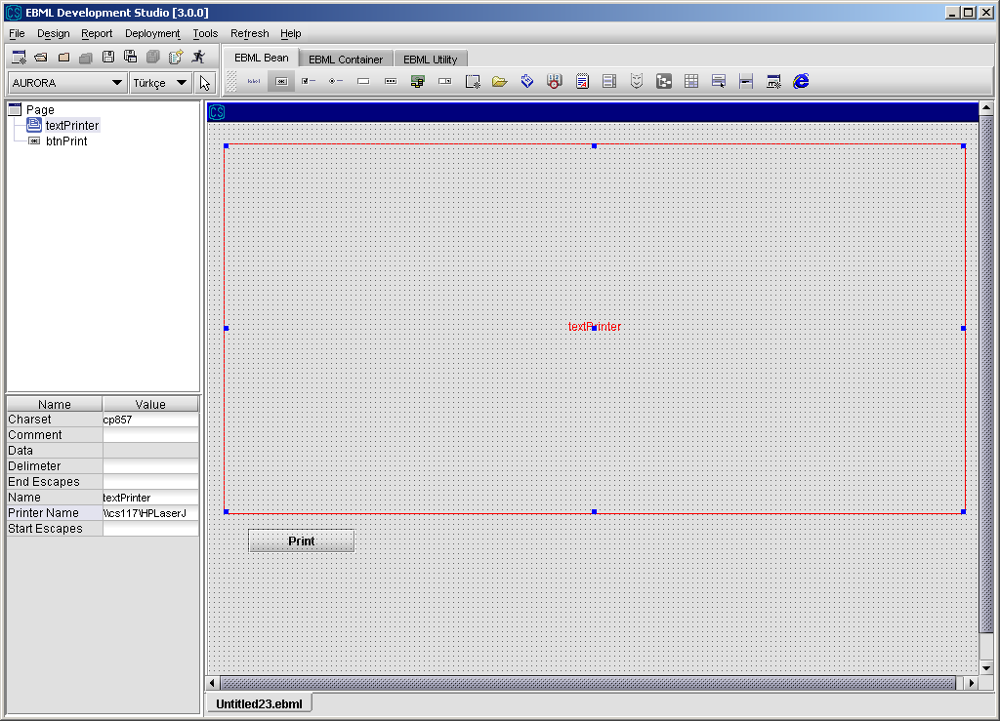 EBML Development Studio [3.0.0]
File Design Report Deployment Tools Refresh Help
EBML Bean EBML Container EBML Utility
AURORA Türkçe
label
Page
textPrinter
btnPrint
textPrinter
Name Value
Charset cp857
Comment
Data
Delimeter
End Escapes
Name textPrinter
Printer Name \\cs117\HPLaserJ
Start Escapes
Print
Untitled23.ebml